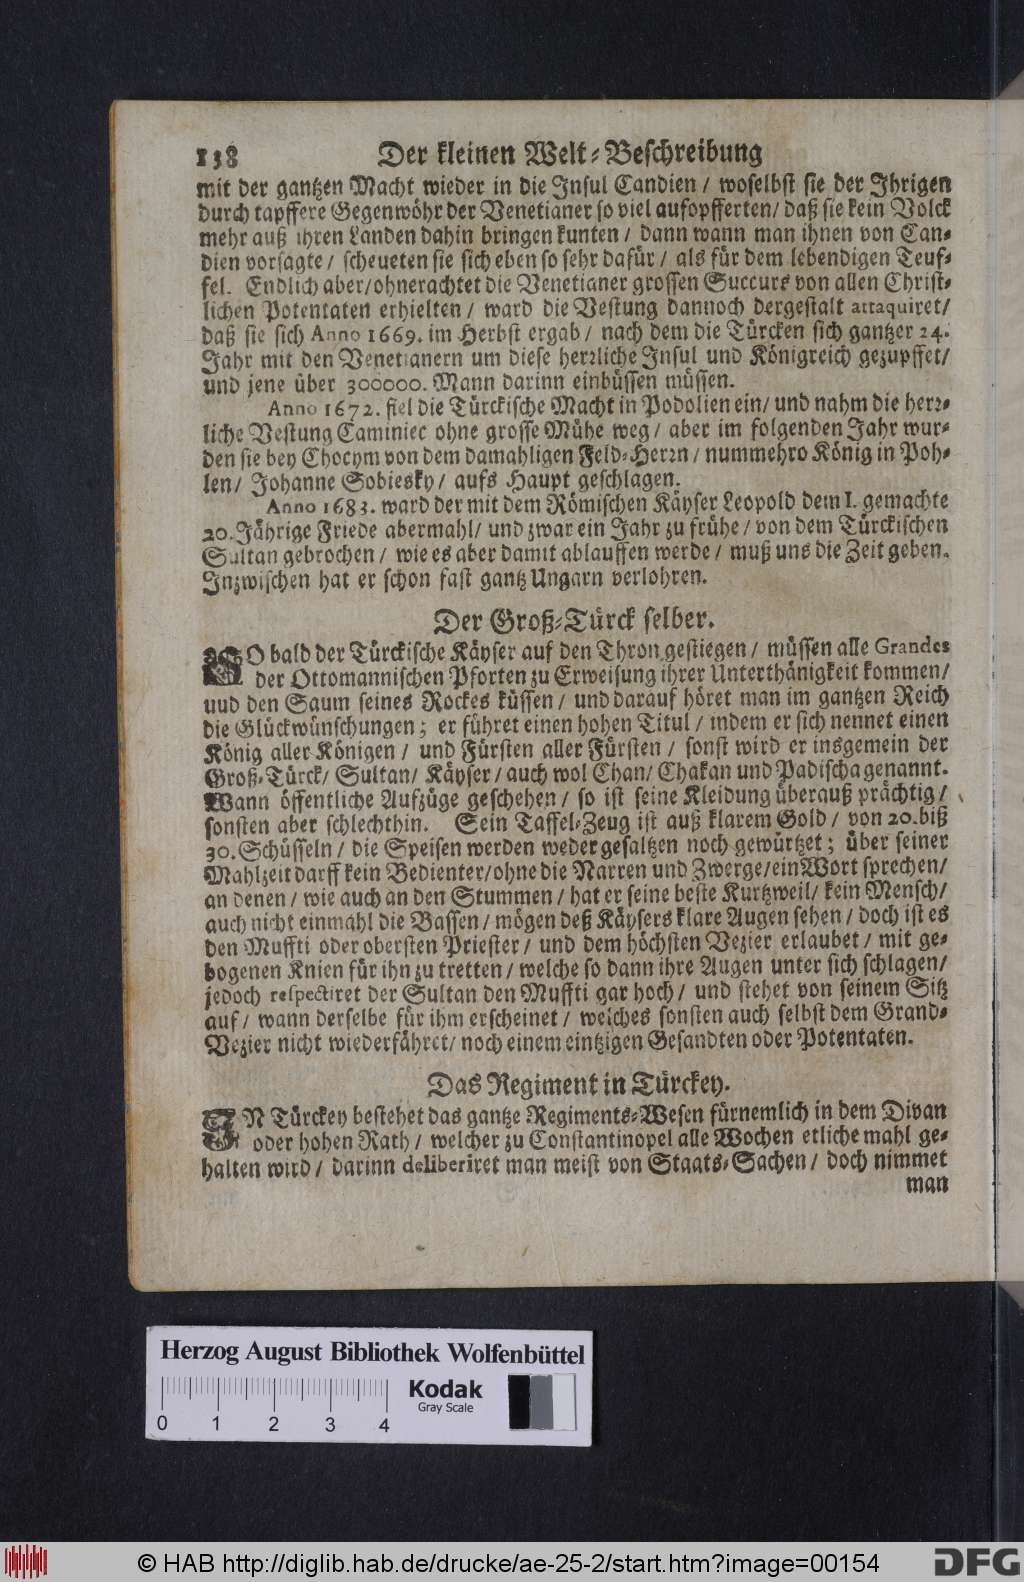 138 Der kleinen Welt-Beschreibung
mit der gantzen Macht wieder in die Insul Candien / woselbst sie der Ihrigen
durch tapffere Gegenwöhr der Venetianer so viel aufopfferten / daß sie kein Volck
mehr auß ihren Landen dahin bringen kunten / dann wann man ihnen von Can-
dien vorsagte / scheueten sie sich eben so sehr dafür / als für dem lebendigen Teuf-
fel. Endlich aber / ohnerachtet die Venetianer grossen Succurs von allen Christ-
lichen Potentaten erhielten / ward die Vestung dannoch dergestalt attaquiret /
daß sie sich Anno 1669. im Herbst ergab / nach dem die Türcken sich gantzer 24.
Jahr mit den Venetianern um diese herrliche Insul und Königreich gezupffet /
und jene über 300000. Mann darinn einbüssen müssen.
Anno 1672. fiel die Türckische Macht in Podolien ein / und nahm die herr-
liche Vestung Caminiec ohne grosse Mühe weg / aber im folgenden Jahr wur-
den sie bey Chocym von dem damahligen Feld-Herrn / nummehro König in Poh-
len / Johanne Sobiesky / aufs Haupt geschlagen.
Anno 1683. ward der mit dem Römischen Käyser Leopold dem I. gemachte
20. Jährige Friede abermahl / und zwar ein Jahr zu frühe / von dem Türckischen
Sultan gebrochen / wie es aber damit ablauffen werde / muß uns die Zeit geben.
Inzwischen hat er schon fast gantz Ungarn verlohren.
Der Groß-Türck selber.
SO bald der Türckische Käyser auf den Thron gestiegen / müssen alle Grandes
der Ottomannischen Pforten zu Erweisung ihrer Unterthänigkeit kommen /
uud den Saum seines Rockes küssen / und darauf höret man im gantzen Reich
die Glückwünschungen; er führet einen hohen Titul / indem er sich nennet einen
König aller Königen / und Fürsten aller Fürsten / sonst wird er insgemein der
Groß-Türck / Sultan / Käyser / auch wol Chan / Chakan und Padischa genannt.
Wann öffentliche Aufzüge geschehen / so ist seine Kleidung überauß prächtig /
sonsten aber schlechthin. Sein Taffel-Zeug ist auß klarem Gold / von 20. biß
30. Schüsseln / die Speisen werden weder gesaltzen noch gewürtzet; über seiner
Mahlzeit darff kein Bedienter / ohne die Narren und Zwerge / ein Wort sprechen /
an denen / wie auch an den Stummen / hat er seine beste Kurtzweil / kein Mensch /
auch nicht einmahl die Bassen / mögen deß Käysers klare Augen sehen / doch ist es
den Muffti oder obersten Priester / und dem höchsten Vezier erlaubet / mit ge-
bogenen Knien für ihn zu tretten / welche so dann ihre Augen unter sich schlagen /
jedoch respectiret der Sultan den Muffti gar hoch / und stehet von seinem Sitz
auf / wann derselbe für ihm erscheinet / welches sonsten auch selbst dem Grand-
Vezier nicht wiederfähret / noch einem eintzigen Gesandten oder Potentaten.
Das Regiment in Türckey.
IN Türckey bestehet das gantze Regiments-Wesen fürnemlich in dem Divan
oder hohen Rath / welcher zu Constantinopel alle Wochen etliche mahl ge-
halten wird / darinn deliberiret man meist von Staats-Sachen / doch nimmet
man
Herzog August Bibliothek Wolfenbüttel
Kodak
Gray Scale
0 1 2 3 4
© HAB http://diglib.hab.de/drucke/ae-25-2/start.htm?image=00154
DFG